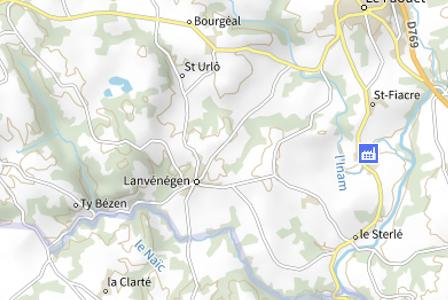 Le Faouët
Bourgéal
D769
St Urlô
St-Fiacre
l'Inam
Lanvénégen
Ty Bézen
le Sterlé
le Naïc
la Clarté